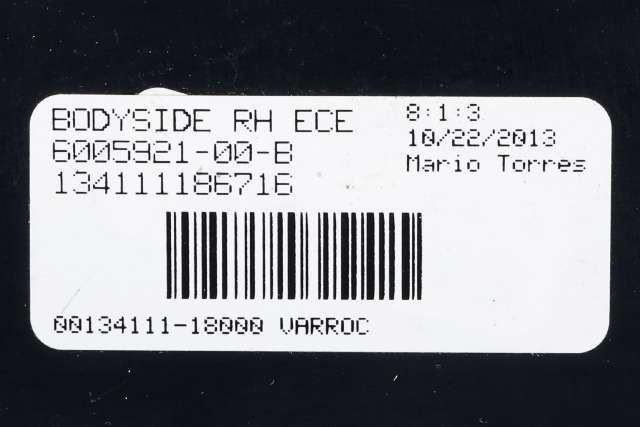 BODYSIDE RH ECE
6005921-00-B
134111186716
8:1:3
10/22/2013
Mario Torres
00134111-18000 VARROC